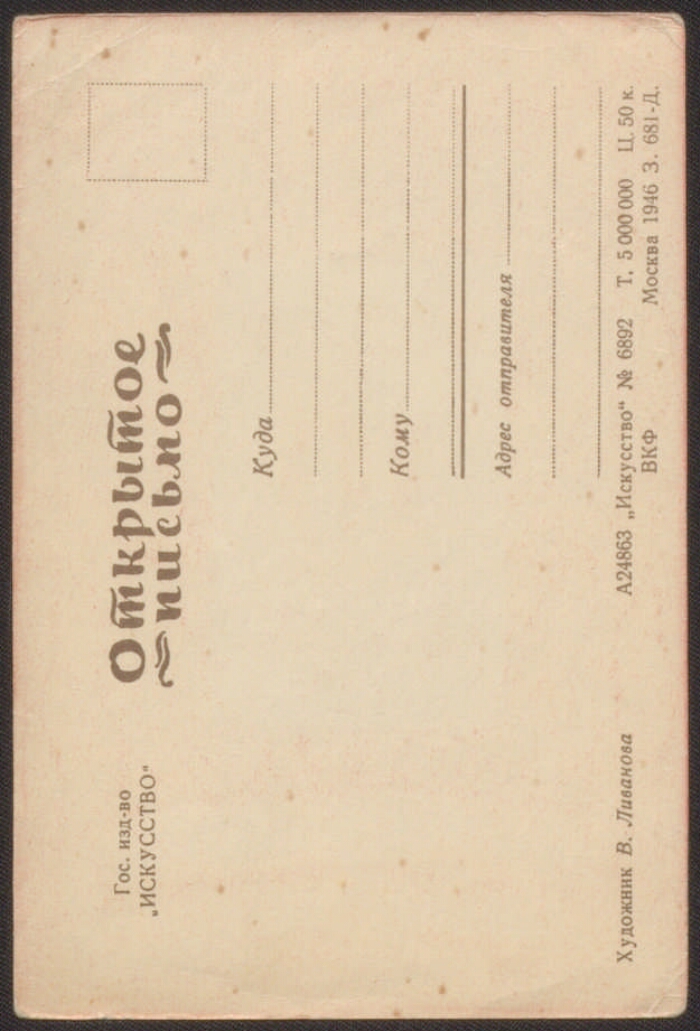 Гос. изд-во
„ИСКУССТВО“
Открытое
письмо
Куда
Кому
Адрес отправителя
Художник В. Ливанова
А24863 „Искусство“ № 6892 Т. 5 000 000 Ц. 50 к.
ВКФ Москва 1946 З. 681-Д.